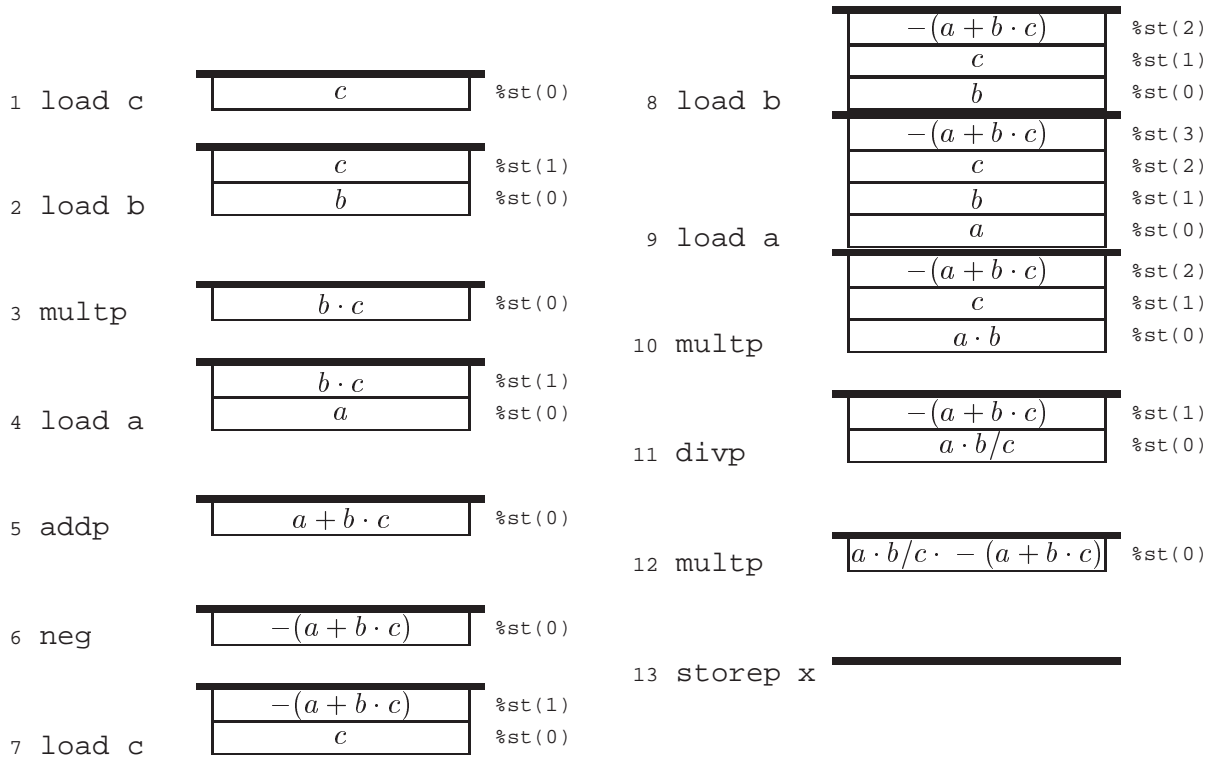 1 load c
c %st(0)
2 load b
c %st(1)
b %st(0)
3 multp
b · c %st(0)
4 load a
b · c %st(1)
a %st(0)
5 addp
a + b · c %st(0)
6 neg
−(a + b · c) %st(0)
7 load c
−(a + b · c) %st(1)
c %st(0)
8 load b
−(a + b · c) %st(2)
c %st(1)
b %st(0)
9 load a
−(a + b · c) %st(3)
c %st(2)
b %st(1)
a %st(0)
10 multp
−(a + b · c) %st(2)
c %st(1)
a · b %st(0)
11 divp
−(a + b · c) %st(1)
a · b/c %st(0)
12 multp
a · b/c · − (a + b · c) %st(0)
13 storep x